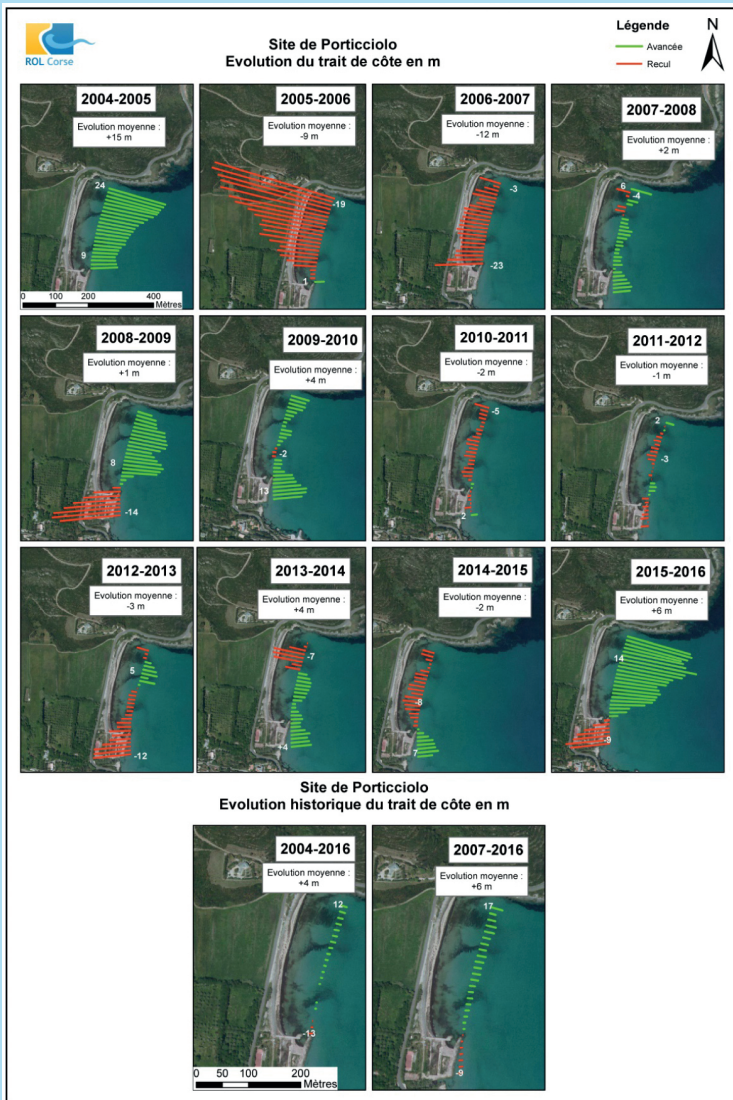 ROL Corse
Site de Porticciolo
Evolution du trait de côte en m
Légende
Avancée
Recul
N
2004-2005
Evolution moyenne :
+15 m
24
9
0 100 200 400
Mètres
2005-2006
Evolution moyenne :
-9 m
-19
1
2006-2007
Evolution moyenne :
-12 m
-3
-23
2007-2008
Evolution moyenne :
+2 m
6
-4
2008-2009
Evolution moyenne :
+1 m
8
-14
2009-2010
Evolution moyenne :
+4 m
-2
13
2010-2011
Evolution moyenne :
-2 m
-5
2
2011-2012
Evolution moyenne :
-1 m
2
-3
2012-2013
Evolution moyenne :
-3 m
5
-12
2013-2014
Evolution moyenne :
+4 m
-7
+4
2014-2015
Evolution moyenne :
-2 m
7
2015-2016
Evolution moyenne :
+6 m
14
-9
Site de Porticciolo
Evolution historique du trait de côte en m
2004-2016
Evolution moyenne :
+4 m
12
-13
0 50 100 200
Mètres
2007-2016
Evolution moyenne :
+6 m
17
-9